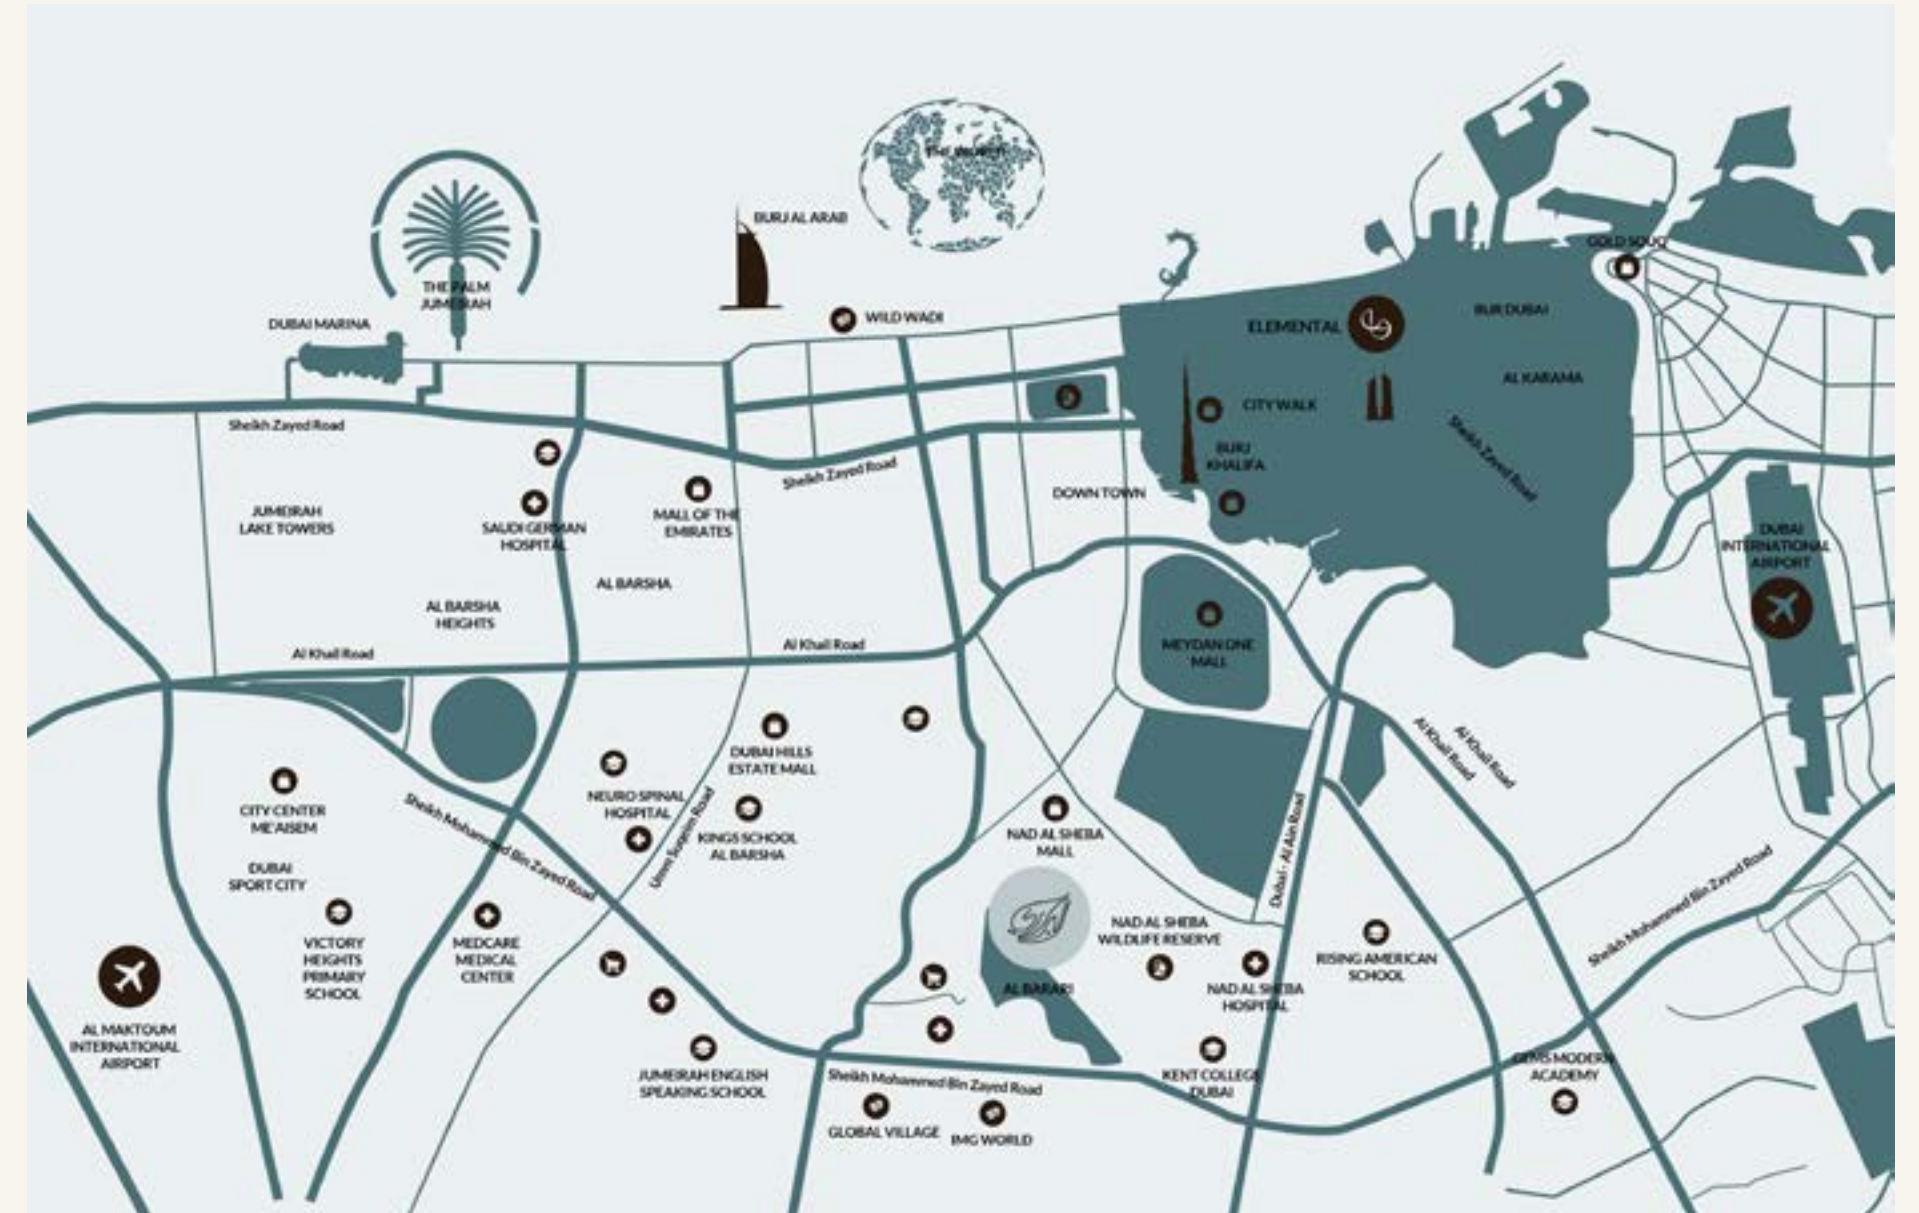 THE WORLD
BURJ AL ARAB
GOLD SOUQ
THE PALM
JUMEIRAH
DUBAI MARINA
WILD WADI
ELEMENTAL
BUR DUBAI
AL KARAMA
CITY WALK
Sheikh Zayed Road
Sheikh Zayed Road
Sheikh Zayed Road
BURJ
KHALIFA
DOWN TOWN
JUMEIRAH
LAKE TOWERS
SAUDI GERMAN
HOSPITAL
MALL OF THE
EMIRATES
DUBAI
INTERNATIONAL
AIRPORT
AL BARSHA
AL BARSHA
HEIGHTS
Al Khail Road
Al Khail Road
MEYDAN ONE
MALL
DUBAI HILLS
ESTATE MALL
Al Khail Road
Al Khail Road
CITY CENTER
ME'AISEM
NEURO SPINAL
HOSPITAL
KINGS SCHOOL
AL BARSHA
Umm Suqeim Road
Sheikh Mohammed Bin Zayed Road
NAD AL SHEBA
MALL
Dubai - Al Ain Road
DUBAI
SPORT CITY
VICTORY
HEIGHTS
PRIMARY
SCHOOL
MEDCARE
MEDICAL
CENTER
NAD AL SHEBA
WILDLIFE RESERVE
AL BARARI
NAD AL SHEBA
HOSPITAL
RISING AMERICAN
SCHOOL
Sheikh Mohammed Bin Zayed Road
AL MAKTOUM
INTERNATIONAL
AIRPORT
JUMEIRAH ENGLISH
SPEAKING SCHOOL
Sheikh Mohammed Bin Zayed Road
KENT COLLEGE
DUBAI
GEMS MODERN
ACADEMY
GLOBAL VILLAGE
IMG WORLD